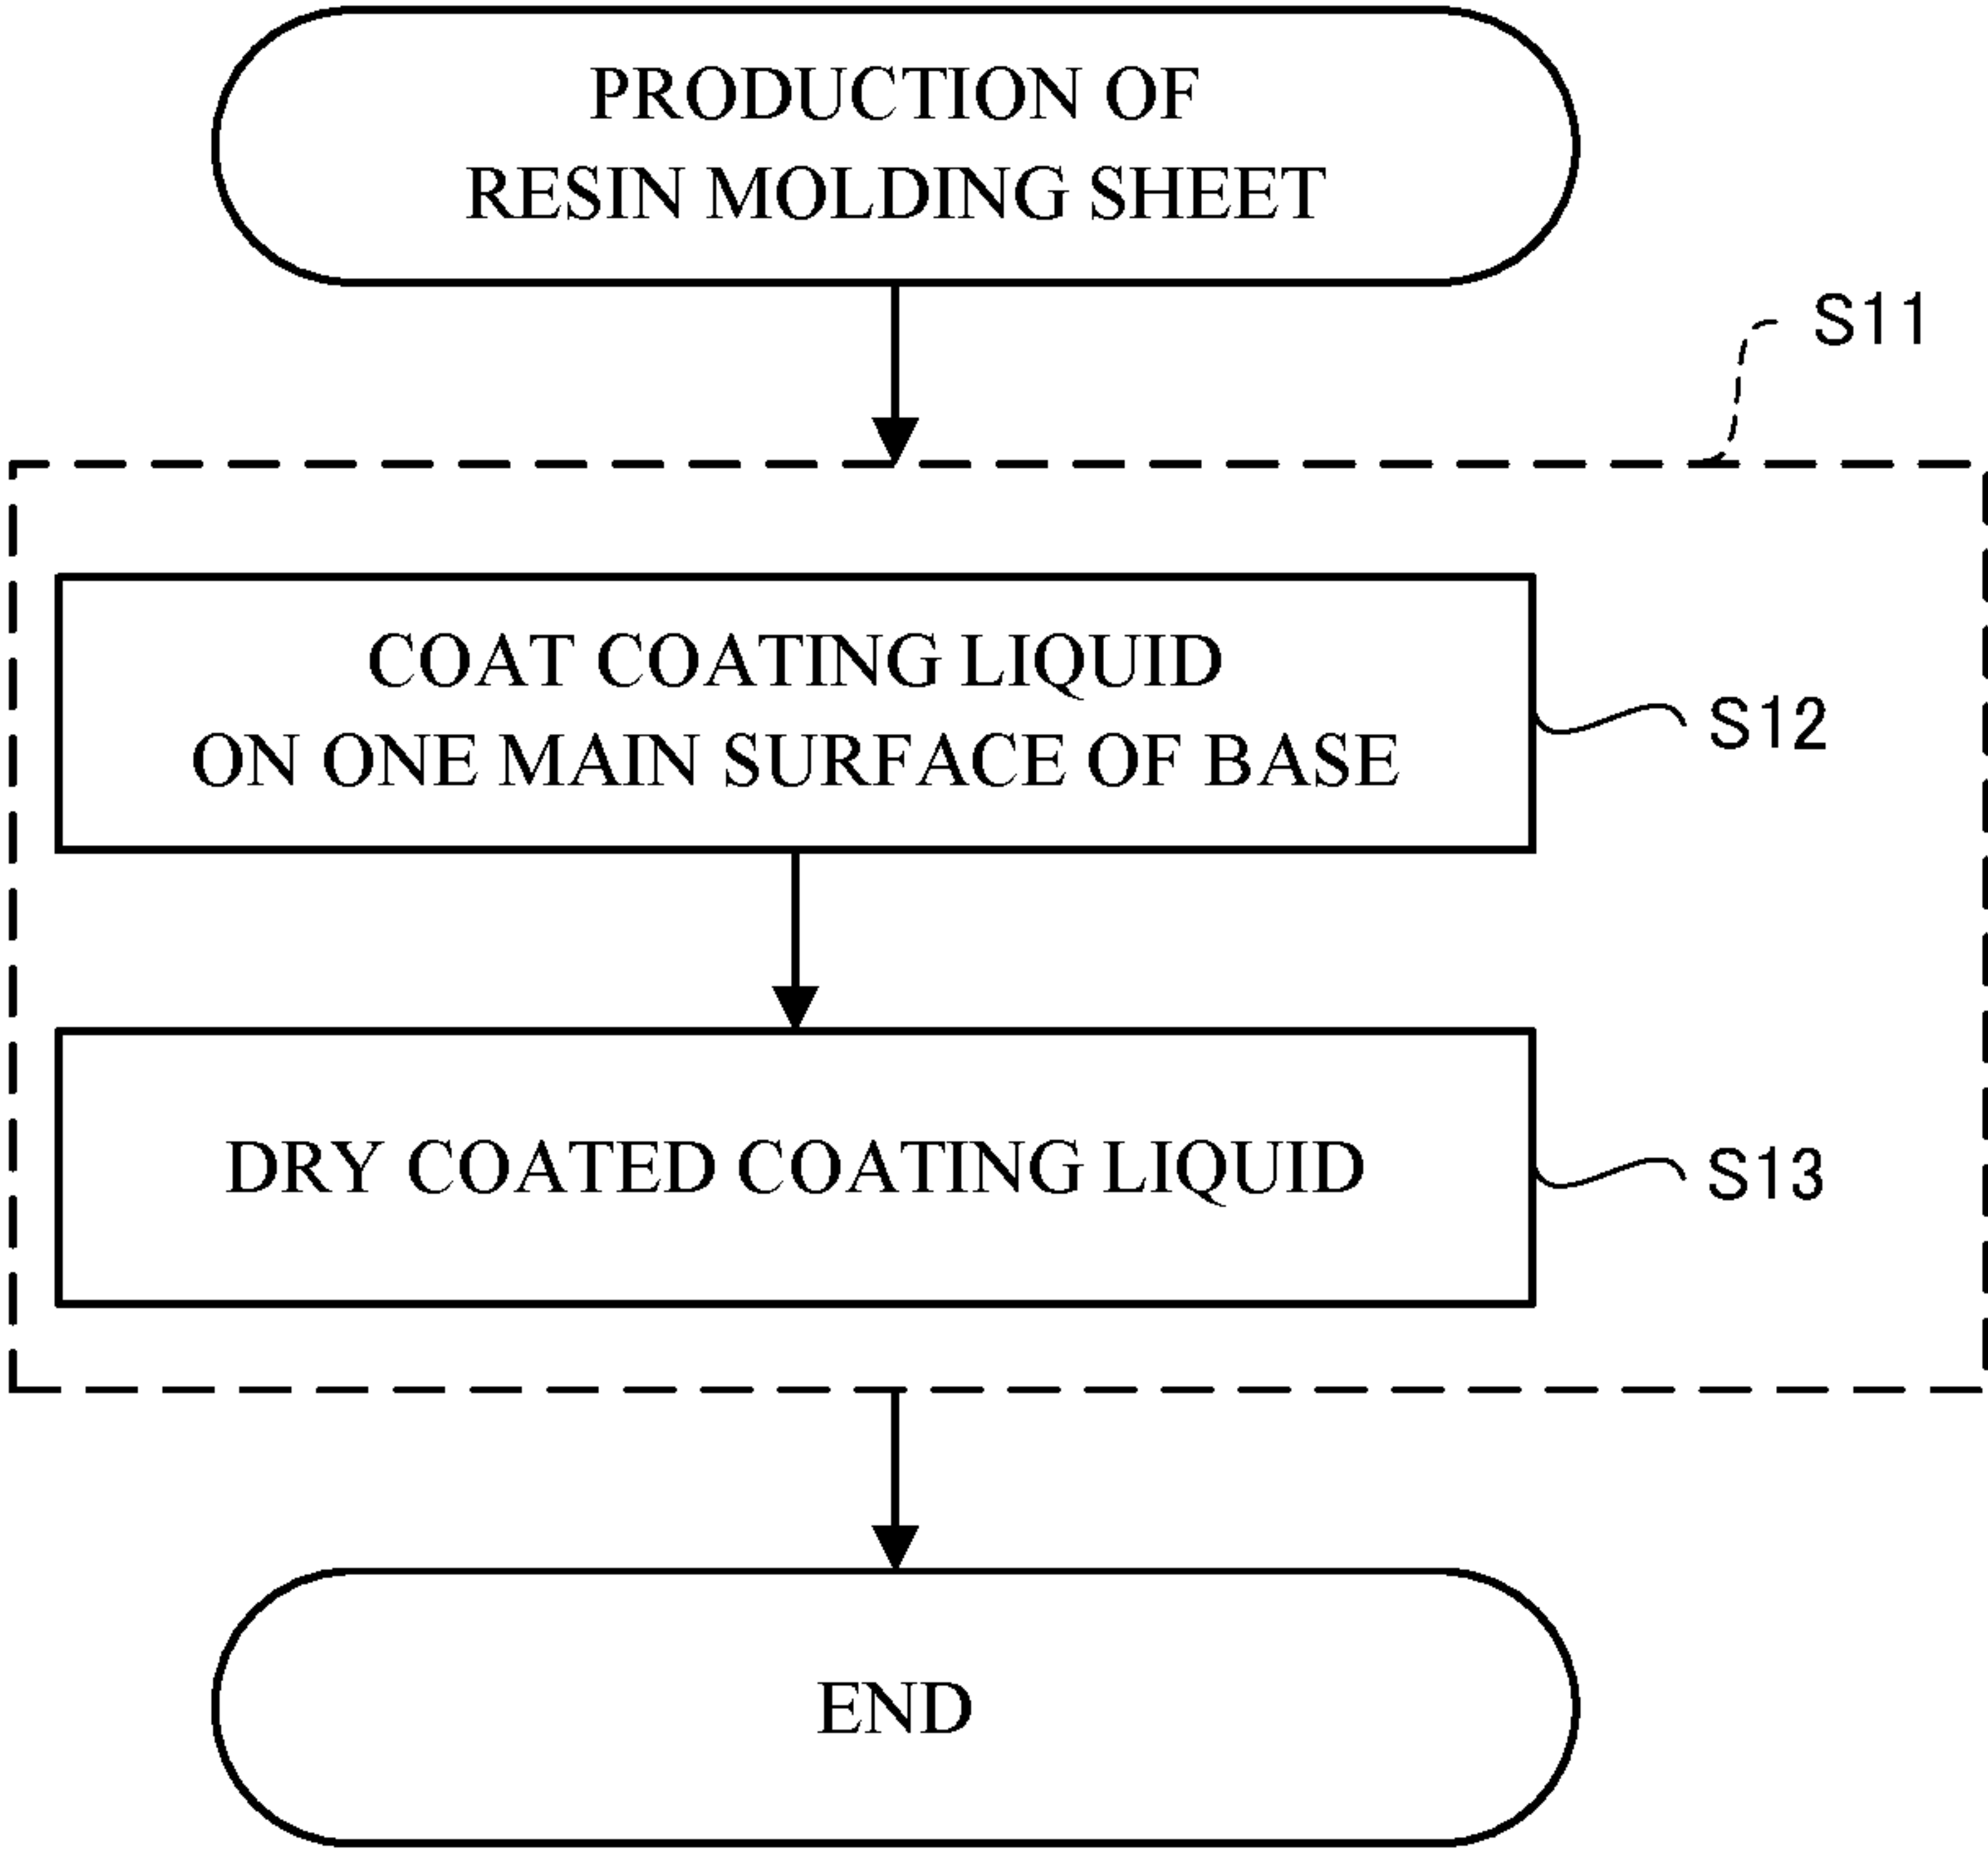 PRODUCTION OF
RESIN MOLDING SHEET
S11
COAT COATING LIQUID
ON ONE MAIN SURFACE OF BASE
S12
DRY COATED COATING LIQUID
S13
END